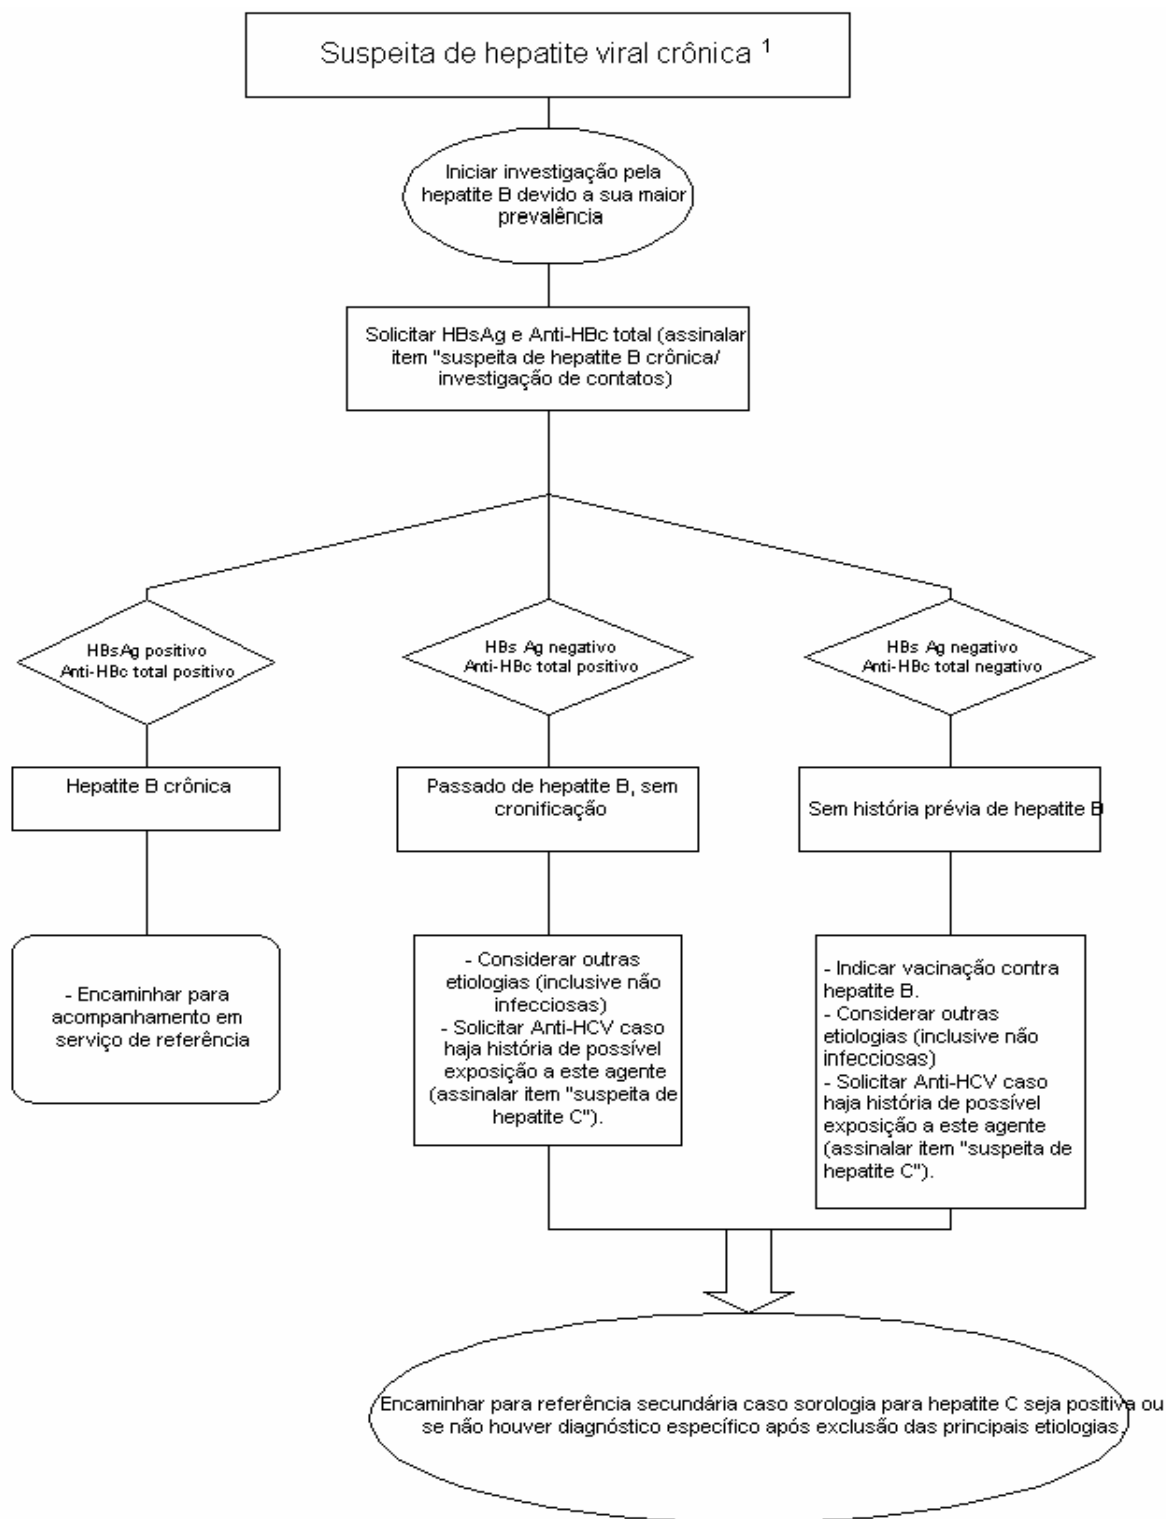 Suspeita de hepatite viral crônica ¹
Iniciar investigação pela
hepatite B devido a sua maior
prevalência
Solicitar HBsAg e Anti-HBc total (assinalar
item "suspeita de hepatite B crônica/
investigação de contatos)
HBsAg positivo
Anti-HBc total positivo
HBs Ag negativo
Anti-HBc total positivo
HBs Ag negativo
Anti-HBc total negativo
Hepatite B crônica
Passado de hepatite B, sem
cronificação
Sem história prévia de hepatite B
- Encaminhar para
acompanhamento em
serviço de referência
- Considerar outras
etiologias (inclusive não
infecciosas)
- Solicitar Anti-HCV caso
haja história de possível
exposição a este agente
(assinalar item "suspeita de
hepatite C").
- Indicar vacinação contra
hepatite B.
- Considerar outras
etiologias (inclusive não
infecciosas)
- Solicitar Anti-HCV caso
haja história de possível
exposição a este agente
(assinalar item "suspeita de
hepatite C").
Encaminhar para referência secundária caso sorologia para hepatite C seja positiva ou
se não houver diagnóstico específico após exclusão das principais etiologias.